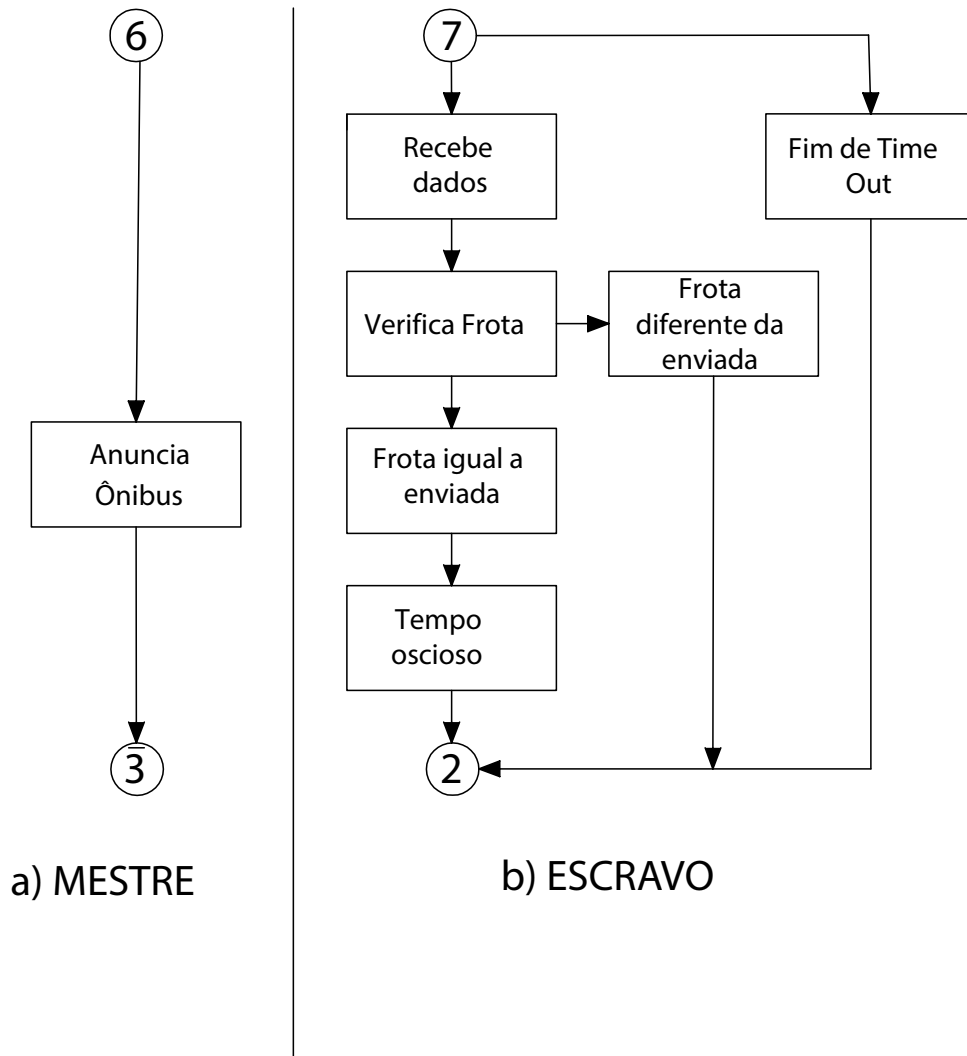 6
Anuncia
Ônibus
3̅
a) MESTRE
7
Recebe
dados
Fim de Time
Out
Verifica Frota
Frota
diferente da
enviada
Frota igual a
enviada
Tempo
oscioso
2
b) ESCRAVO